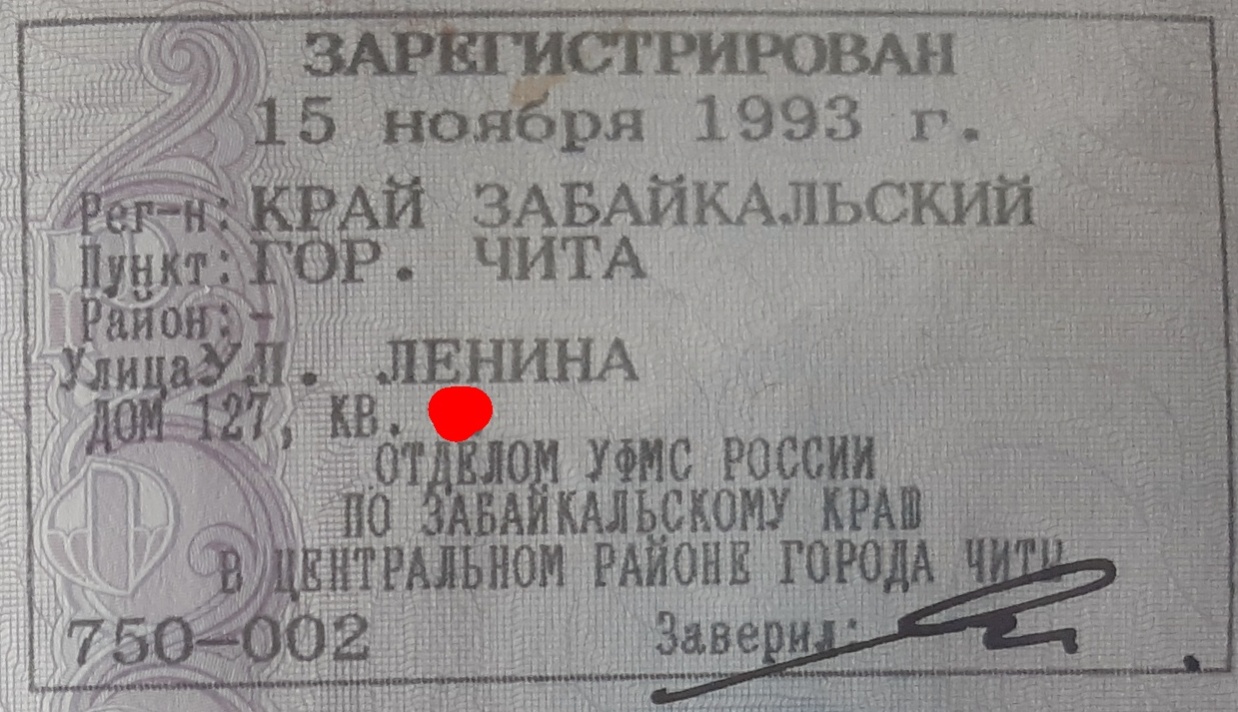 ЗАРЕГИСТРИРОВАН
15 ноября 1993 г.
Рег-н: КРАЙ ЗАБАЙКАЛЬСКИЙ
Пункт: ГОР. ЧИТА
Район: -
Улица УЛ. ЛЕНИНА
ДОМ 127, КВ.
ОТДЕЛОМ УФМС РОССИИ
ПО ЗАБАЙКАЛЬСКОМУ КРАЮ
В ЦЕНТРАЛЬНОМ РАЙОНЕ ГОРОДА ЧИТЫ
750-002 Заверил: